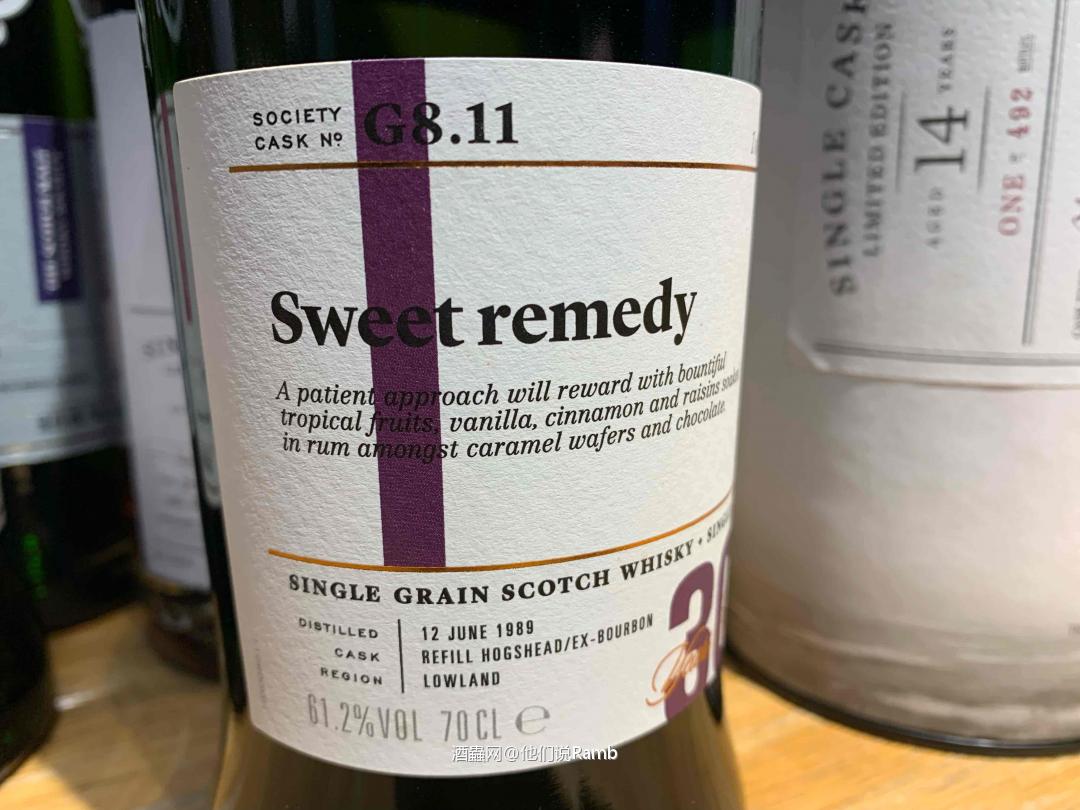 SOCIETY
CASK Nº G8.11
Sweet remedy
A patient approach will reward with bountiful
tropical fruits, vanilla, cinnamon and raisins
in rum amongst caramel wafers and chocolate.
SINGLE GRAIN SCOTCH WHISKY •
DISTILLED 12 JUNE 1989
CASK REFILL HOGSHEAD/EX-BOURBON
REGION LOWLAND
61.2%VOL 70CL ℮
SINGLE CASK
LIMITED EDITION
AGED 14 YEARS
ONE of 492
酒蟲网@他们说Ramb